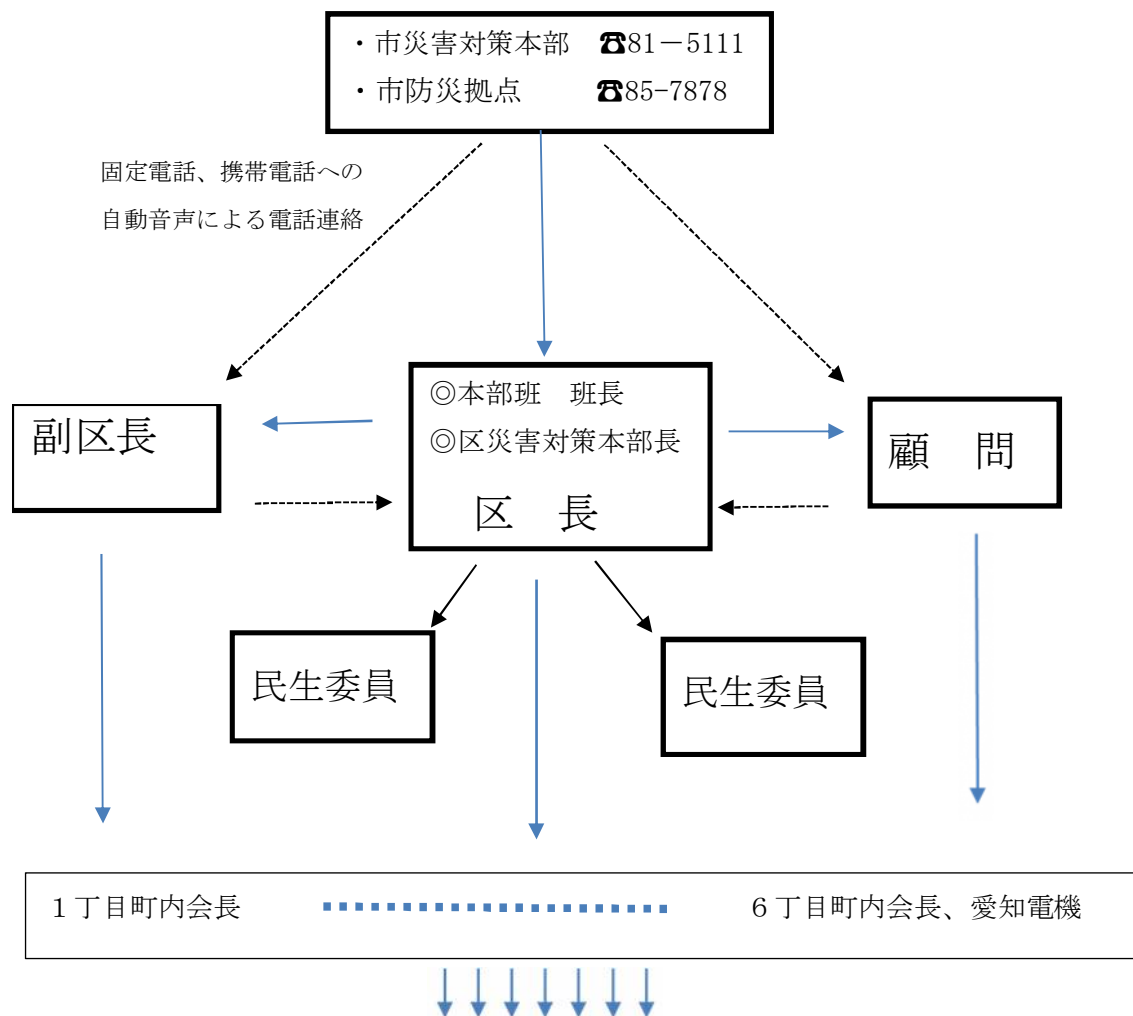 ・市災害対策本部　☎81－5111
・市防災拠点　　　☎85-7878
固定電話、携帯電話への
自動音声による電話連絡
◎本部班　班長
◎区災害対策本部長
区　長
副区長
顧　問
民生委員
民生委員
１丁目町内会長
６丁目町内会長、愛知電機